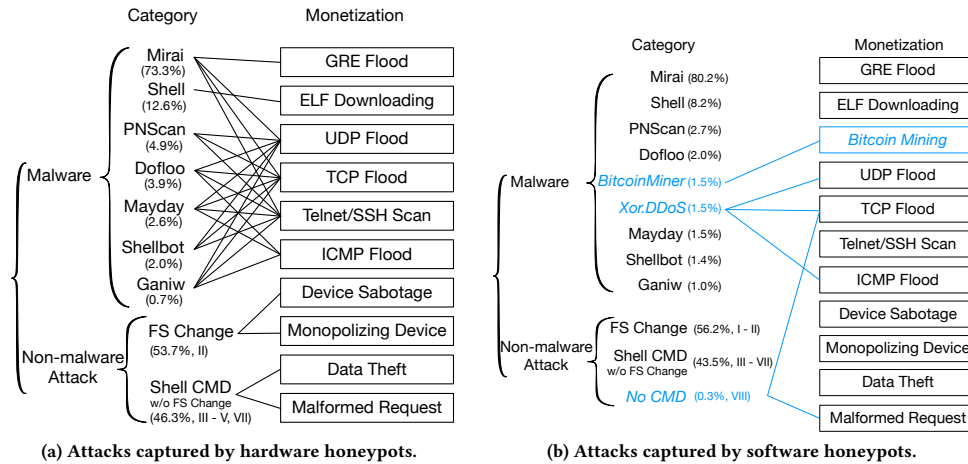 Category
Monetization
Mirai
(73.3%)
Shell
(12.6%)
PNScan
(4.9%)
Dofloo
(3.9%)
Mayday
(2.6%)
Shellbot
(2.0%)
Ganiw
(0.7%)
Malware
FS Change
(53.7%, II)
Shell CMD
w/o FS Change
(46.3%, III - V, VII)
Non-malware
Attack
GRE Flood
ELF Downloading
UDP Flood
TCP Flood
Telnet/SSH Scan
ICMP Flood
Device Sabotage
Monopolizing Device
Data Theft
Malformed Request
(a) Attacks captured by hardware honeypots.
Category
Monetization
Mirai (80.2%)
Shell (8.2%)
PNScan (2.7%)
Dofloo (2.0%)
BitcoinMiner (1.5%)
Xor.DDoS (1.5%)
Mayday (1.5%)
Shellbot (1.4%)
Ganiw (1.0%)
Malware
FS Change (56.2%, I - II)
Shell CMD (43.5%, III - VII)
w/o FS Change
No CMD (0.3%, VIII)
Non-malware
Attack
GRE Flood
ELF Downloading
Bitcoin Mining
UDP Flood
TCP Flood
Telnet/SSH Scan
ICMP Flood
Device Sabotage
Monopolizing Device
Data Theft
Malformed Request
(b) Attacks captured by software honeypots.